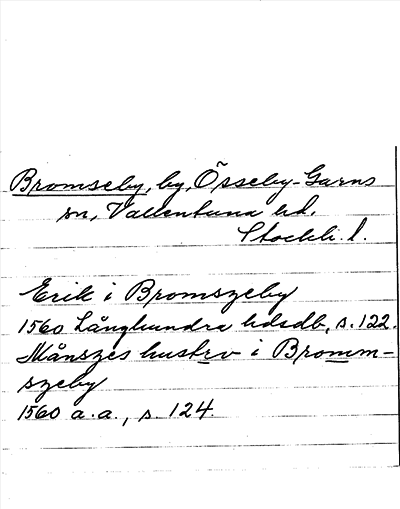 Bromseby, by, Össeby-Garns
sn, Vallentuna hd.
Stockh. l.
Erik i Bromszeby
1560 Långhundra hdsdb, s. 122.
Månszes hustrv i Bromm-
szeby
1560 a.a., s. 124.